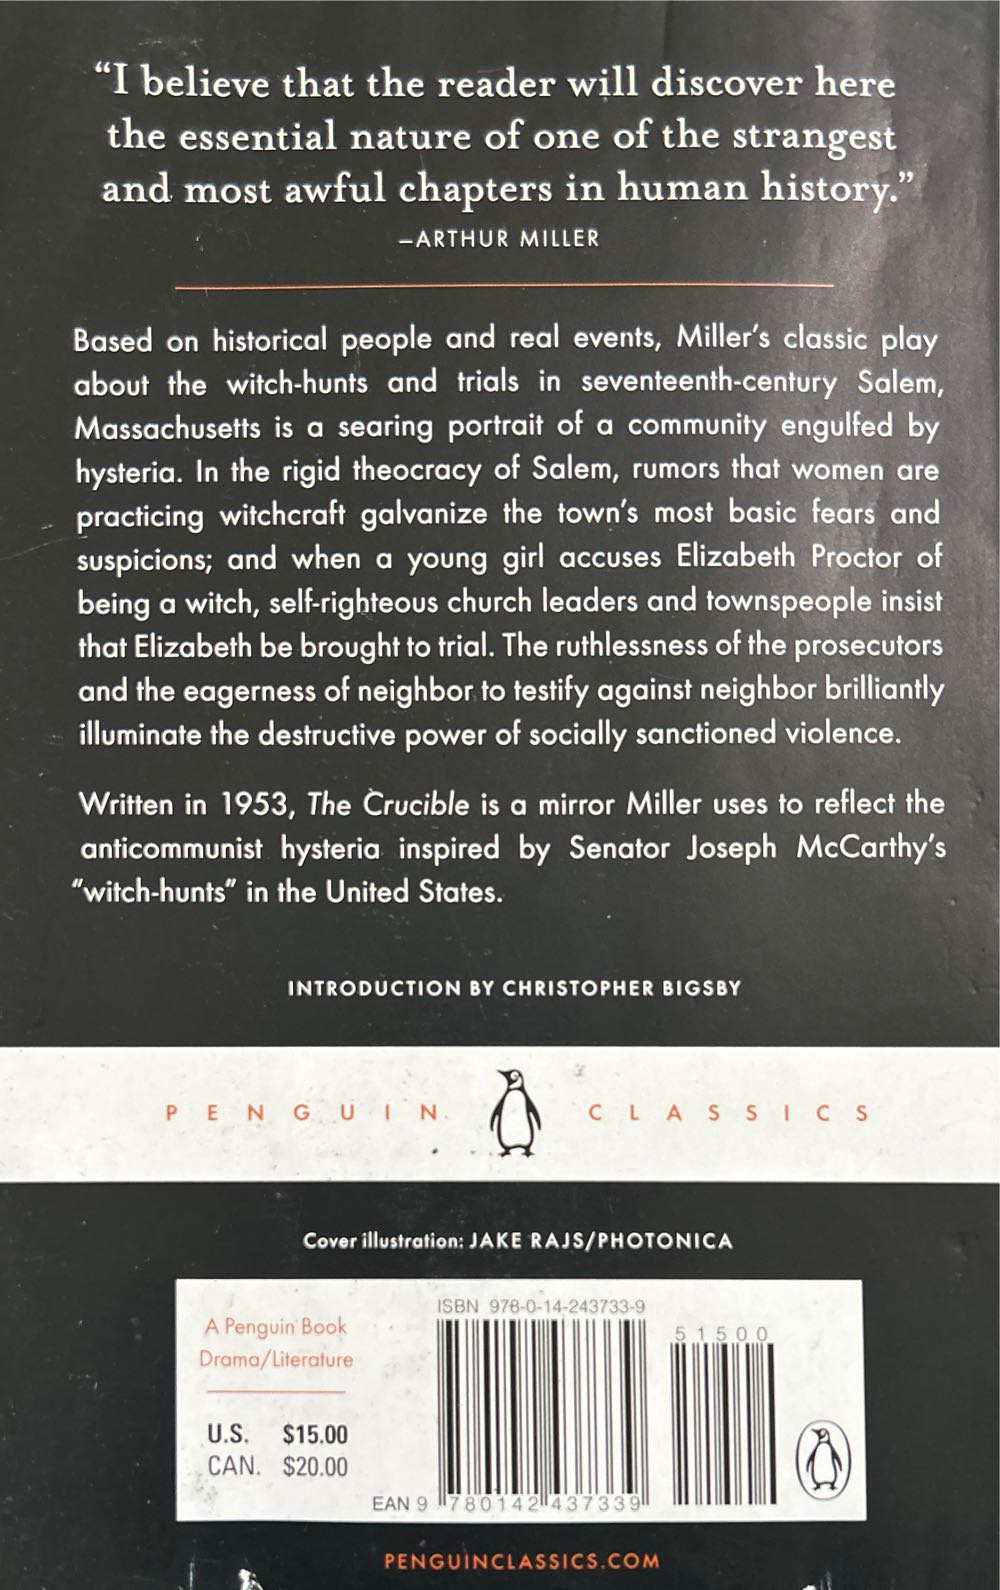 “I believe that the reader will discover here
the essential nature of one of the strangest
and most awful chapters in human history.”
–ARTHUR MILLER
Based on historical people and real events, Miller’s classic play
about the witch-hunts and trials in seventeenth-century Salem,
Massachusetts is a searing portrait of a community engulfed by
hysteria. In the rigid theocracy of Salem, rumors that women are
practicing witchcraft galvanize the town’s most basic fears and
suspicions; and when a young girl accuses Elizabeth Proctor of
being a witch, self-righteous church leaders and townspeople insist
that Elizabeth be brought to trial. The ruthlessness of the prosecutors
and the eagerness of neighbor to testify against neighbor brilliantly
illuminate the destructive power of socially sanctioned violence.
Written in 1953, The Crucible is a mirror Miller uses to reflect the
anticommunist hysteria inspired by Senator Joseph McCarthy’s
“witch-hunts” in the United States.
INTRODUCTION BY CHRISTOPHER BIGSBY
PENGUIN CLASSICS
Cover illustration: JAKE RAJS/PHOTONICA
A Penguin Book
Drama/Literature
U.S. $15.00
CAN. $20.00
ISBN 978-0-14-243733-9
51500
EAN 9 780142 437339
PENGUINCLASSICS.COM